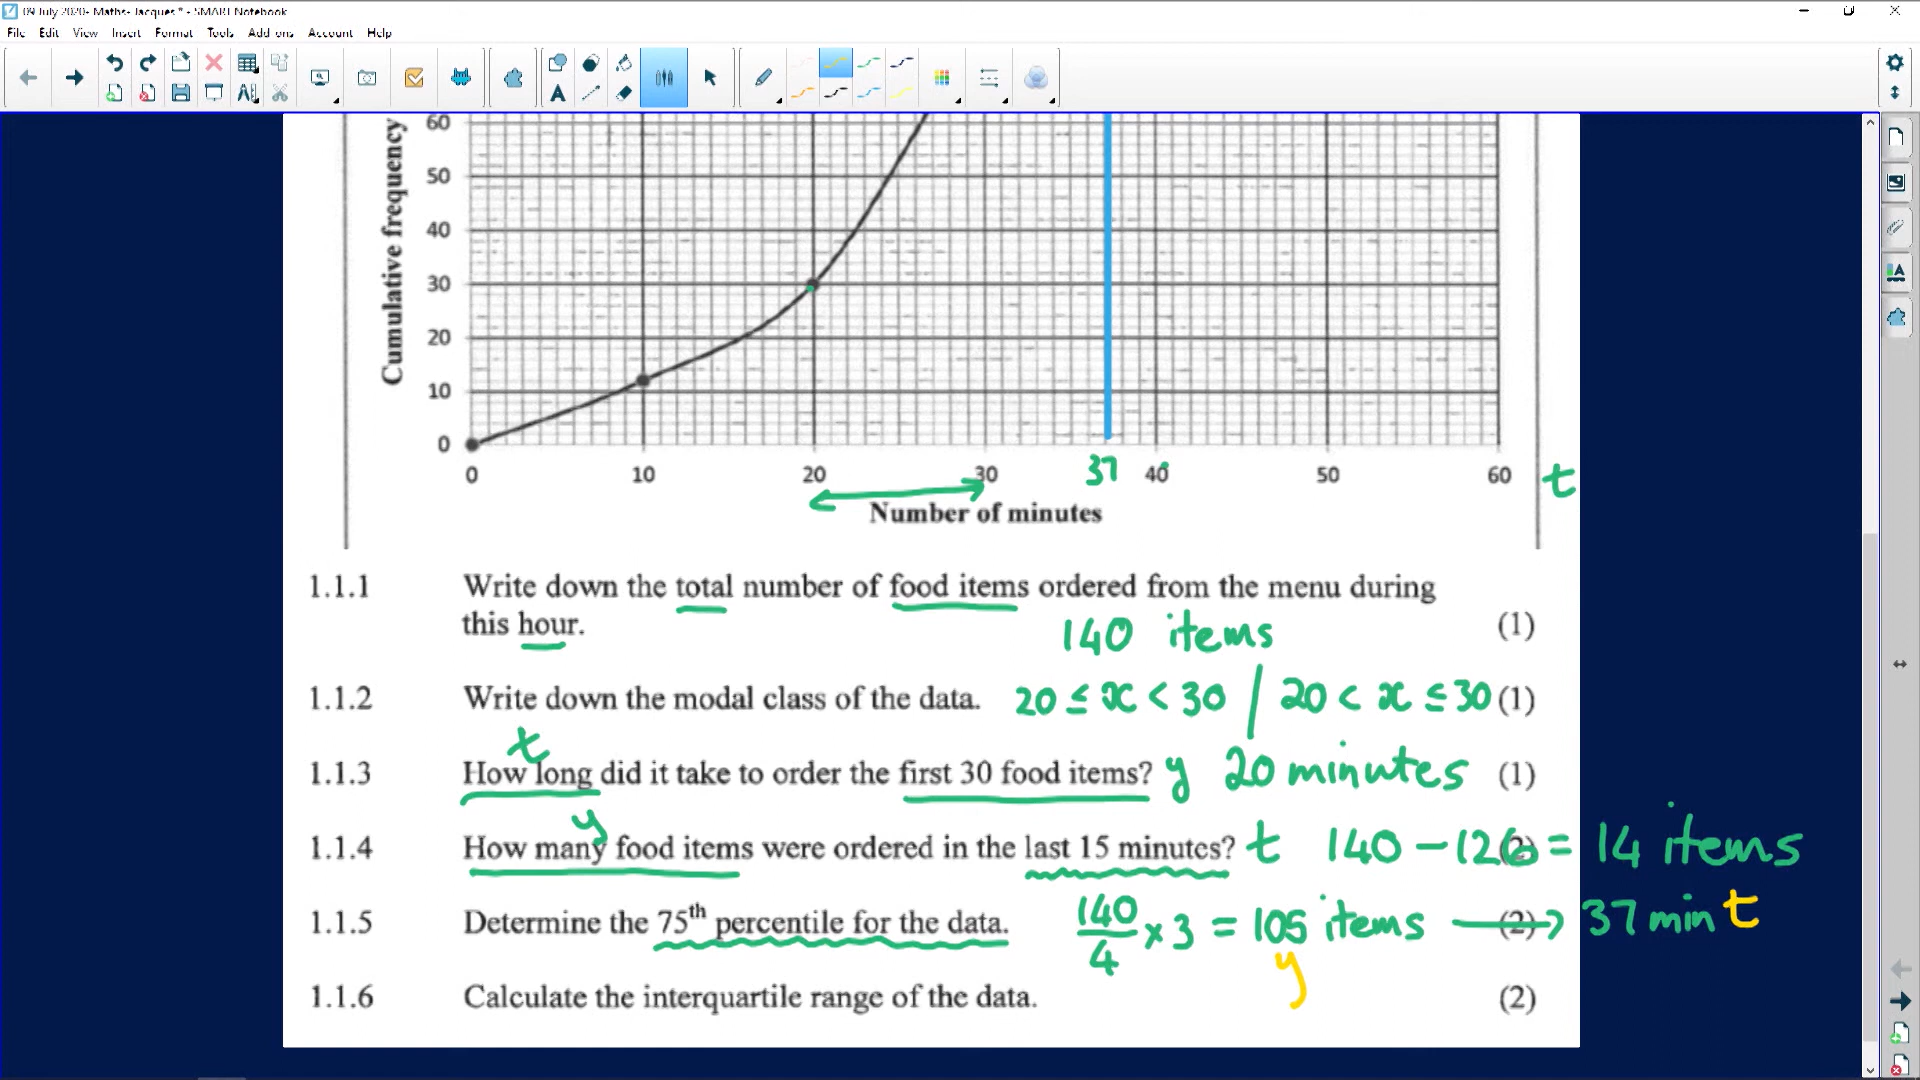 09 July 2020- Maths- Jacques * - SMART Notebook
File Edit View Insert Format Tools Add-ons Account Help
Cumulative frequency
60
50
40
30
20
10
0
0 10 20 30 37 40 50 60 t
Number of minutes
1.1.1 Write down the total number of food items ordered from the menu during
this hour. 140 items (1)
1.1.2 Write down the modal class of the data. 20 ≤ x < 30 / 20 < x ≤ 30 (1)
t
1.1.3 How long did it take to order the first 30 food items? y 20 minutes (1)
y
1.1.4 How many food items were ordered in the last 15 minutes? t 140 - 126 = 14 items
1.1.5 Determine the 75th percentile for the data. 140/4 × 3 = 105 items → (2) 37 min t
y
1.1.6 Calculate the interquartile range of the data. (2)